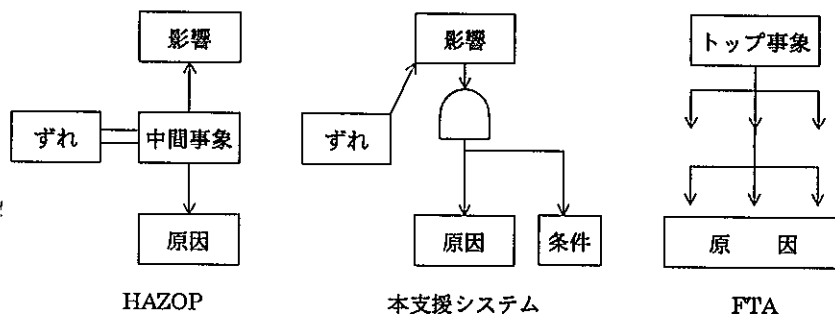 影響
ずれ
中間事象
原因
HAZOP
影響
ずれ
原因
条件
本支援システム
トップ事象
原　因
FTA